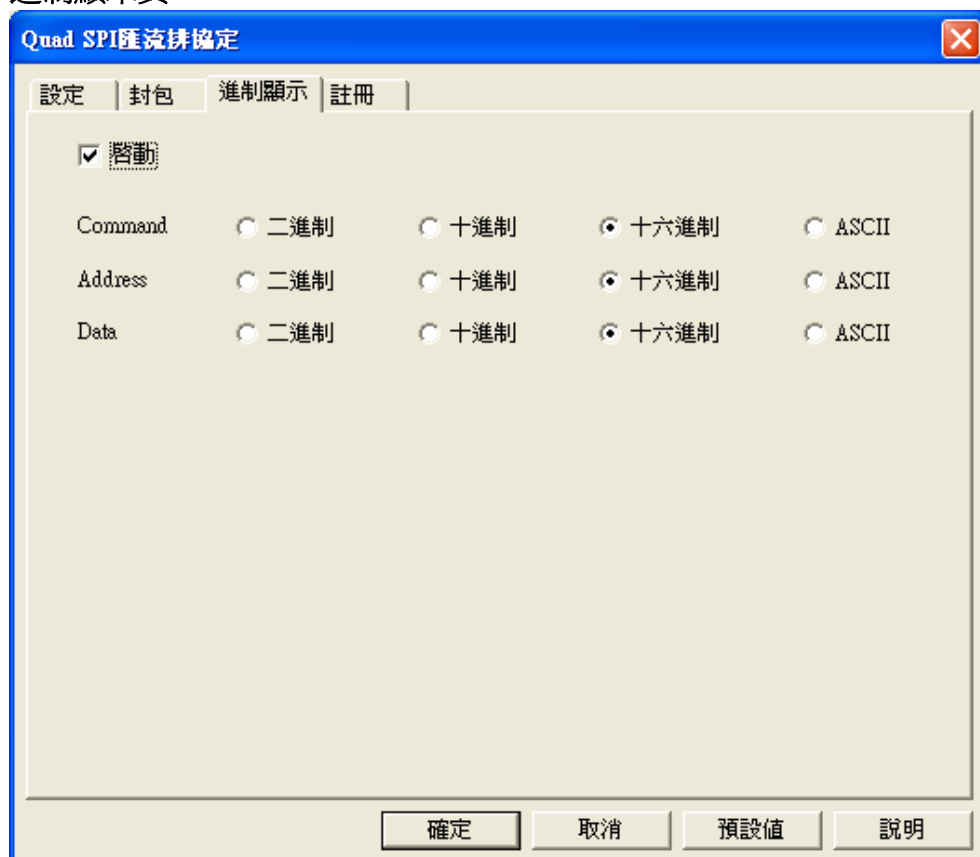 Quad SPI匯流排協定
設定 封包 進制顯示 註冊
啓動
Command 二進制 十進制 十六進制 ASCII
Address 二進制 十進制 十六進制 ASCII
Data 二進制 十進制 十六進制 ASCII
確定 取消 預設值 說明